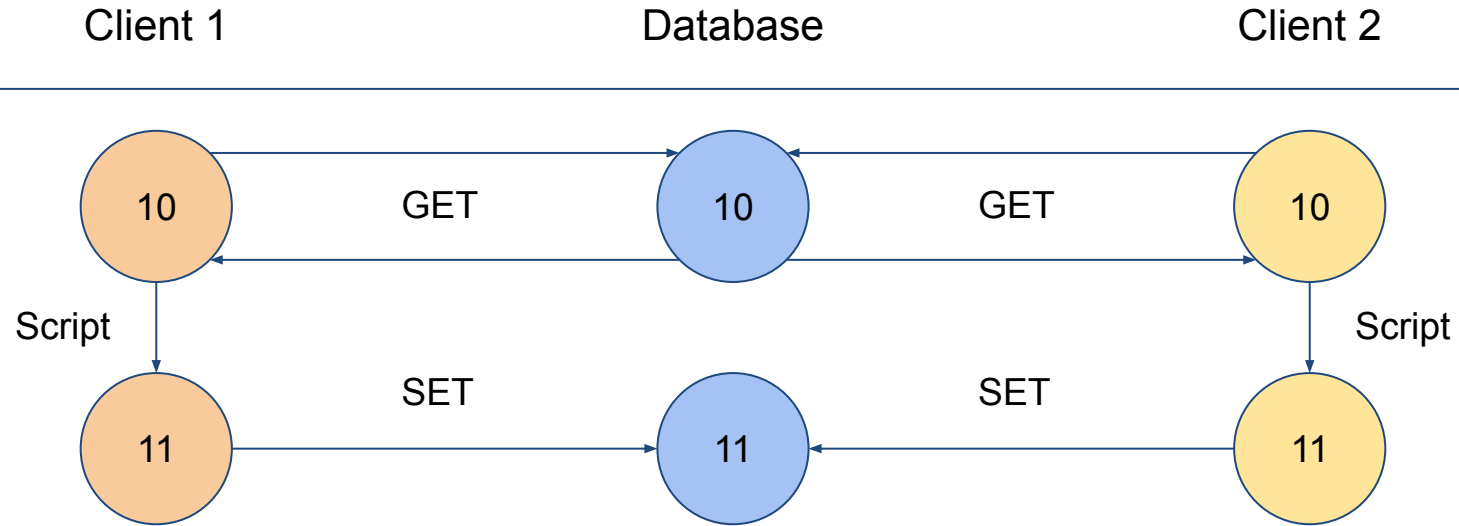 Client 1 Database Client 2
10 GET 10 GET 10
Script Script
SET SET
11 11 11